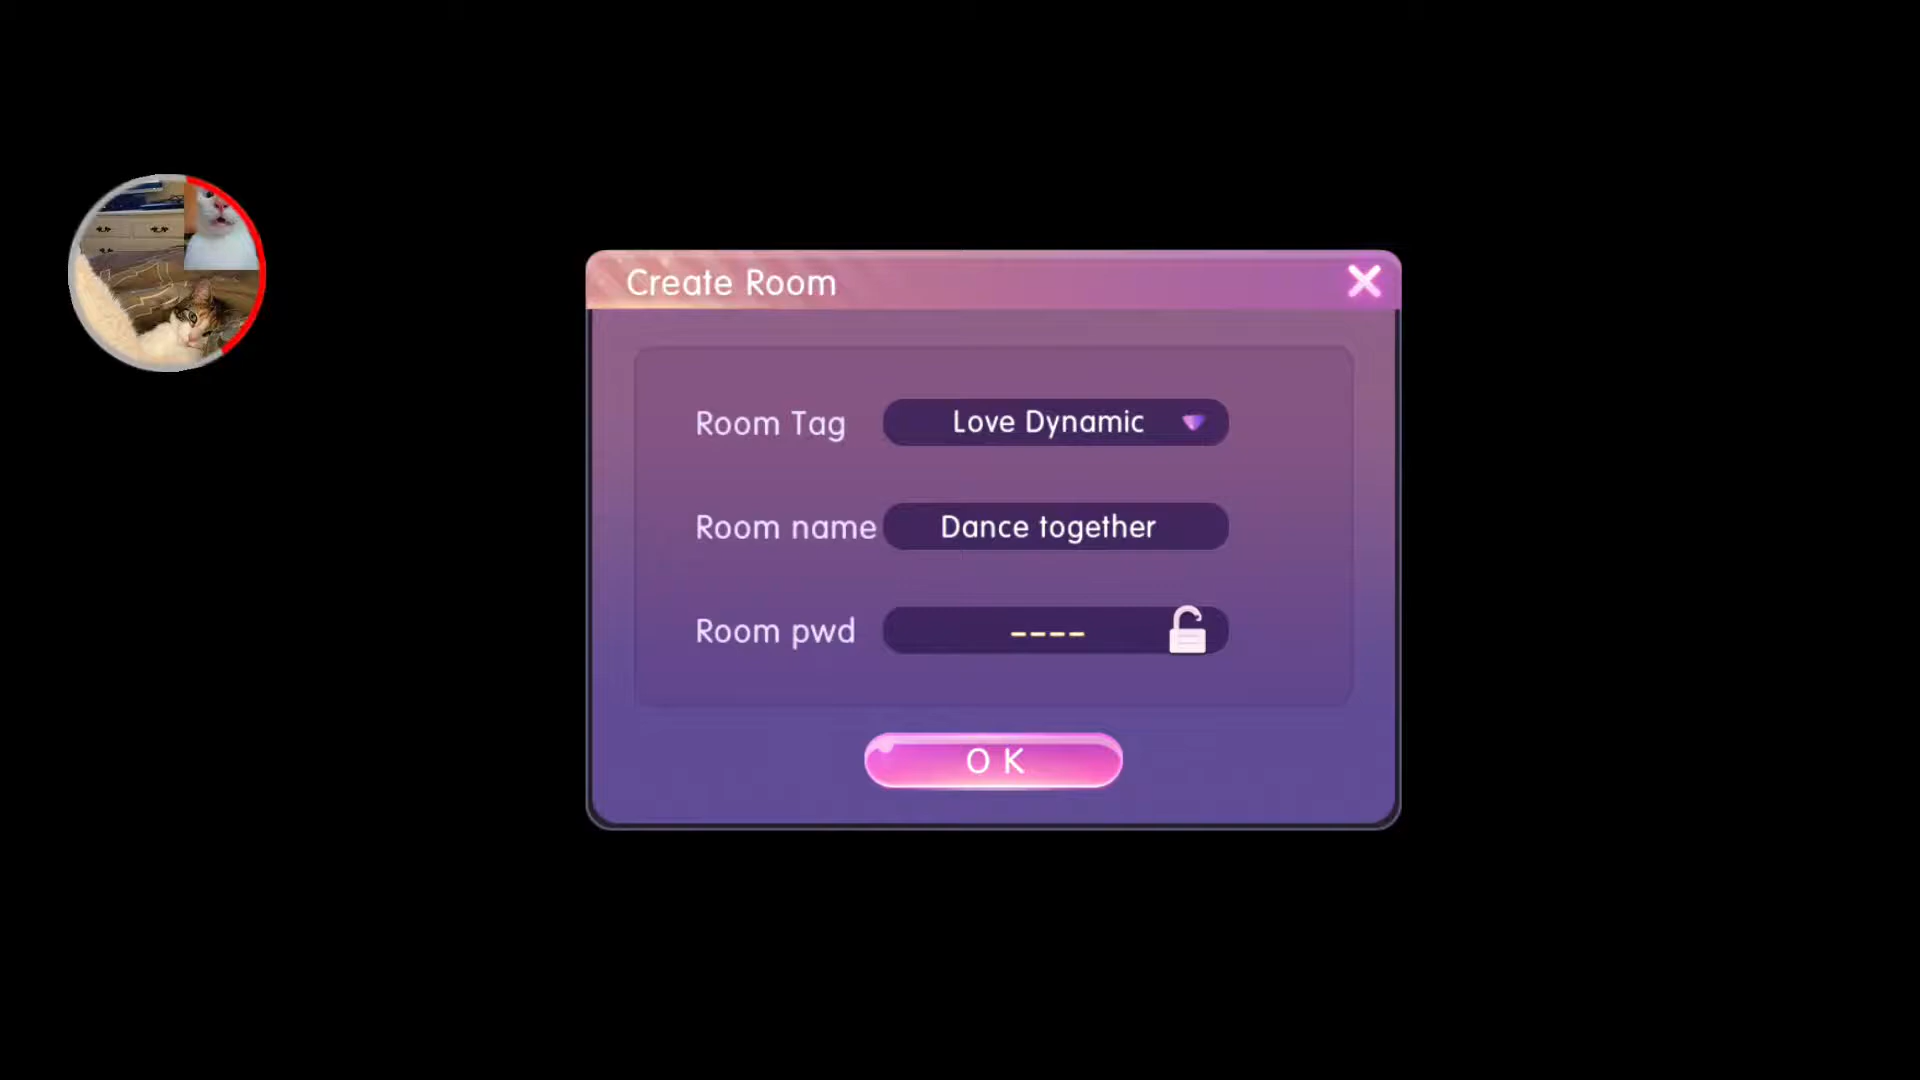 Create Room
Room Tag Love Dynamic
Room name Dance together
Room pwd ----
OK